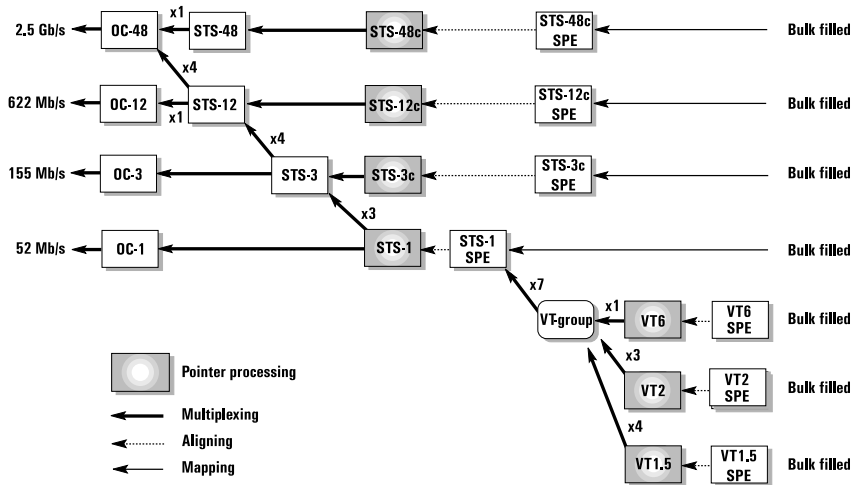 2.5 Gb/s OC-48 x1 STS-48 STS-48c STS-48c SPE Bulk filled
x4
622 Mb/s OC-12 x1 STS-12 STS-12c STS-12c SPE Bulk filled
x4
155 Mb/s OC-3 STS-3 STS-3c STS-3c SPE Bulk filled
x3
52 Mb/s OC-1 STS-1 STS-1 SPE Bulk filled
x7
VT-group x1 VT6 VT6 SPE Bulk filled
x3
VT2 VT2 SPE Bulk filled
x4
VT1.5 VT1.5 SPE Bulk filled
Pointer processing
Multiplexing
Aligning
Mapping